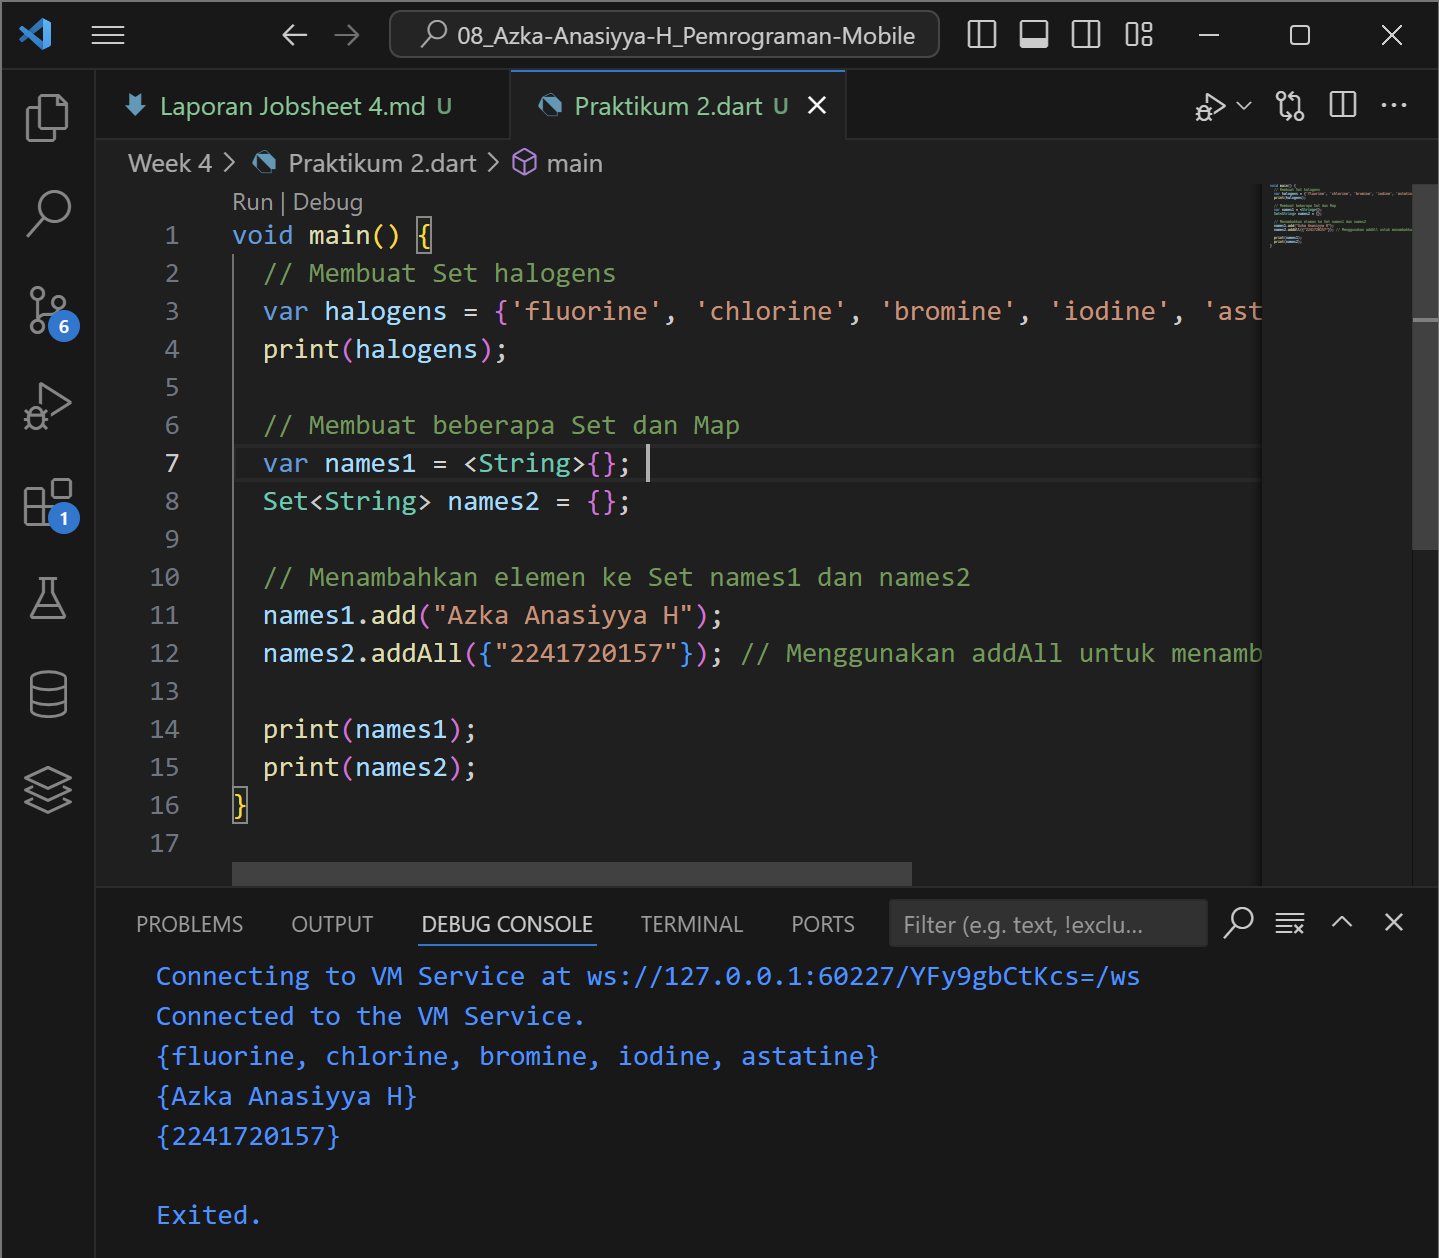 08_Azka-Anasiyya-H_Pemrograman-Mobile
Laporan Jobsheet 4.md U
Praktikum 2.dart U
Week 4 > Praktikum 2.dart > main
Run | Debug
1 void main() {
2 // Membuat Set halogens
3 var halogens = {'fluorine', 'chlorine', 'bromine', 'iodine', 'ast
4 print(halogens);
5
6 // Membuat beberapa Set dan Map
7 var names1 = <String>{};
8 Set<String> names2 = {};
9
10 // Menambahkan elemen ke Set names1 dan names2
11 names1.add("Azka Anasiyya H");
12 names2.addAll({"2241720157"}); // Menggunakan addAll untuk menamb
13
14 print(names1);
15 print(names2);
16 }
17
6
1
PROBLEMS OUTPUT DEBUG CONSOLE TERMINAL PORTS Filter (e.g. text, !exclu...
Connecting to VM Service at ws://127.0.0.1:60227/YFy9gbCtKcs=/ws
Connected to the VM Service.
{fluorine, chlorine, bromine, iodine, astatine}
{Azka Anasiyya H}
{2241720157}
Exited.